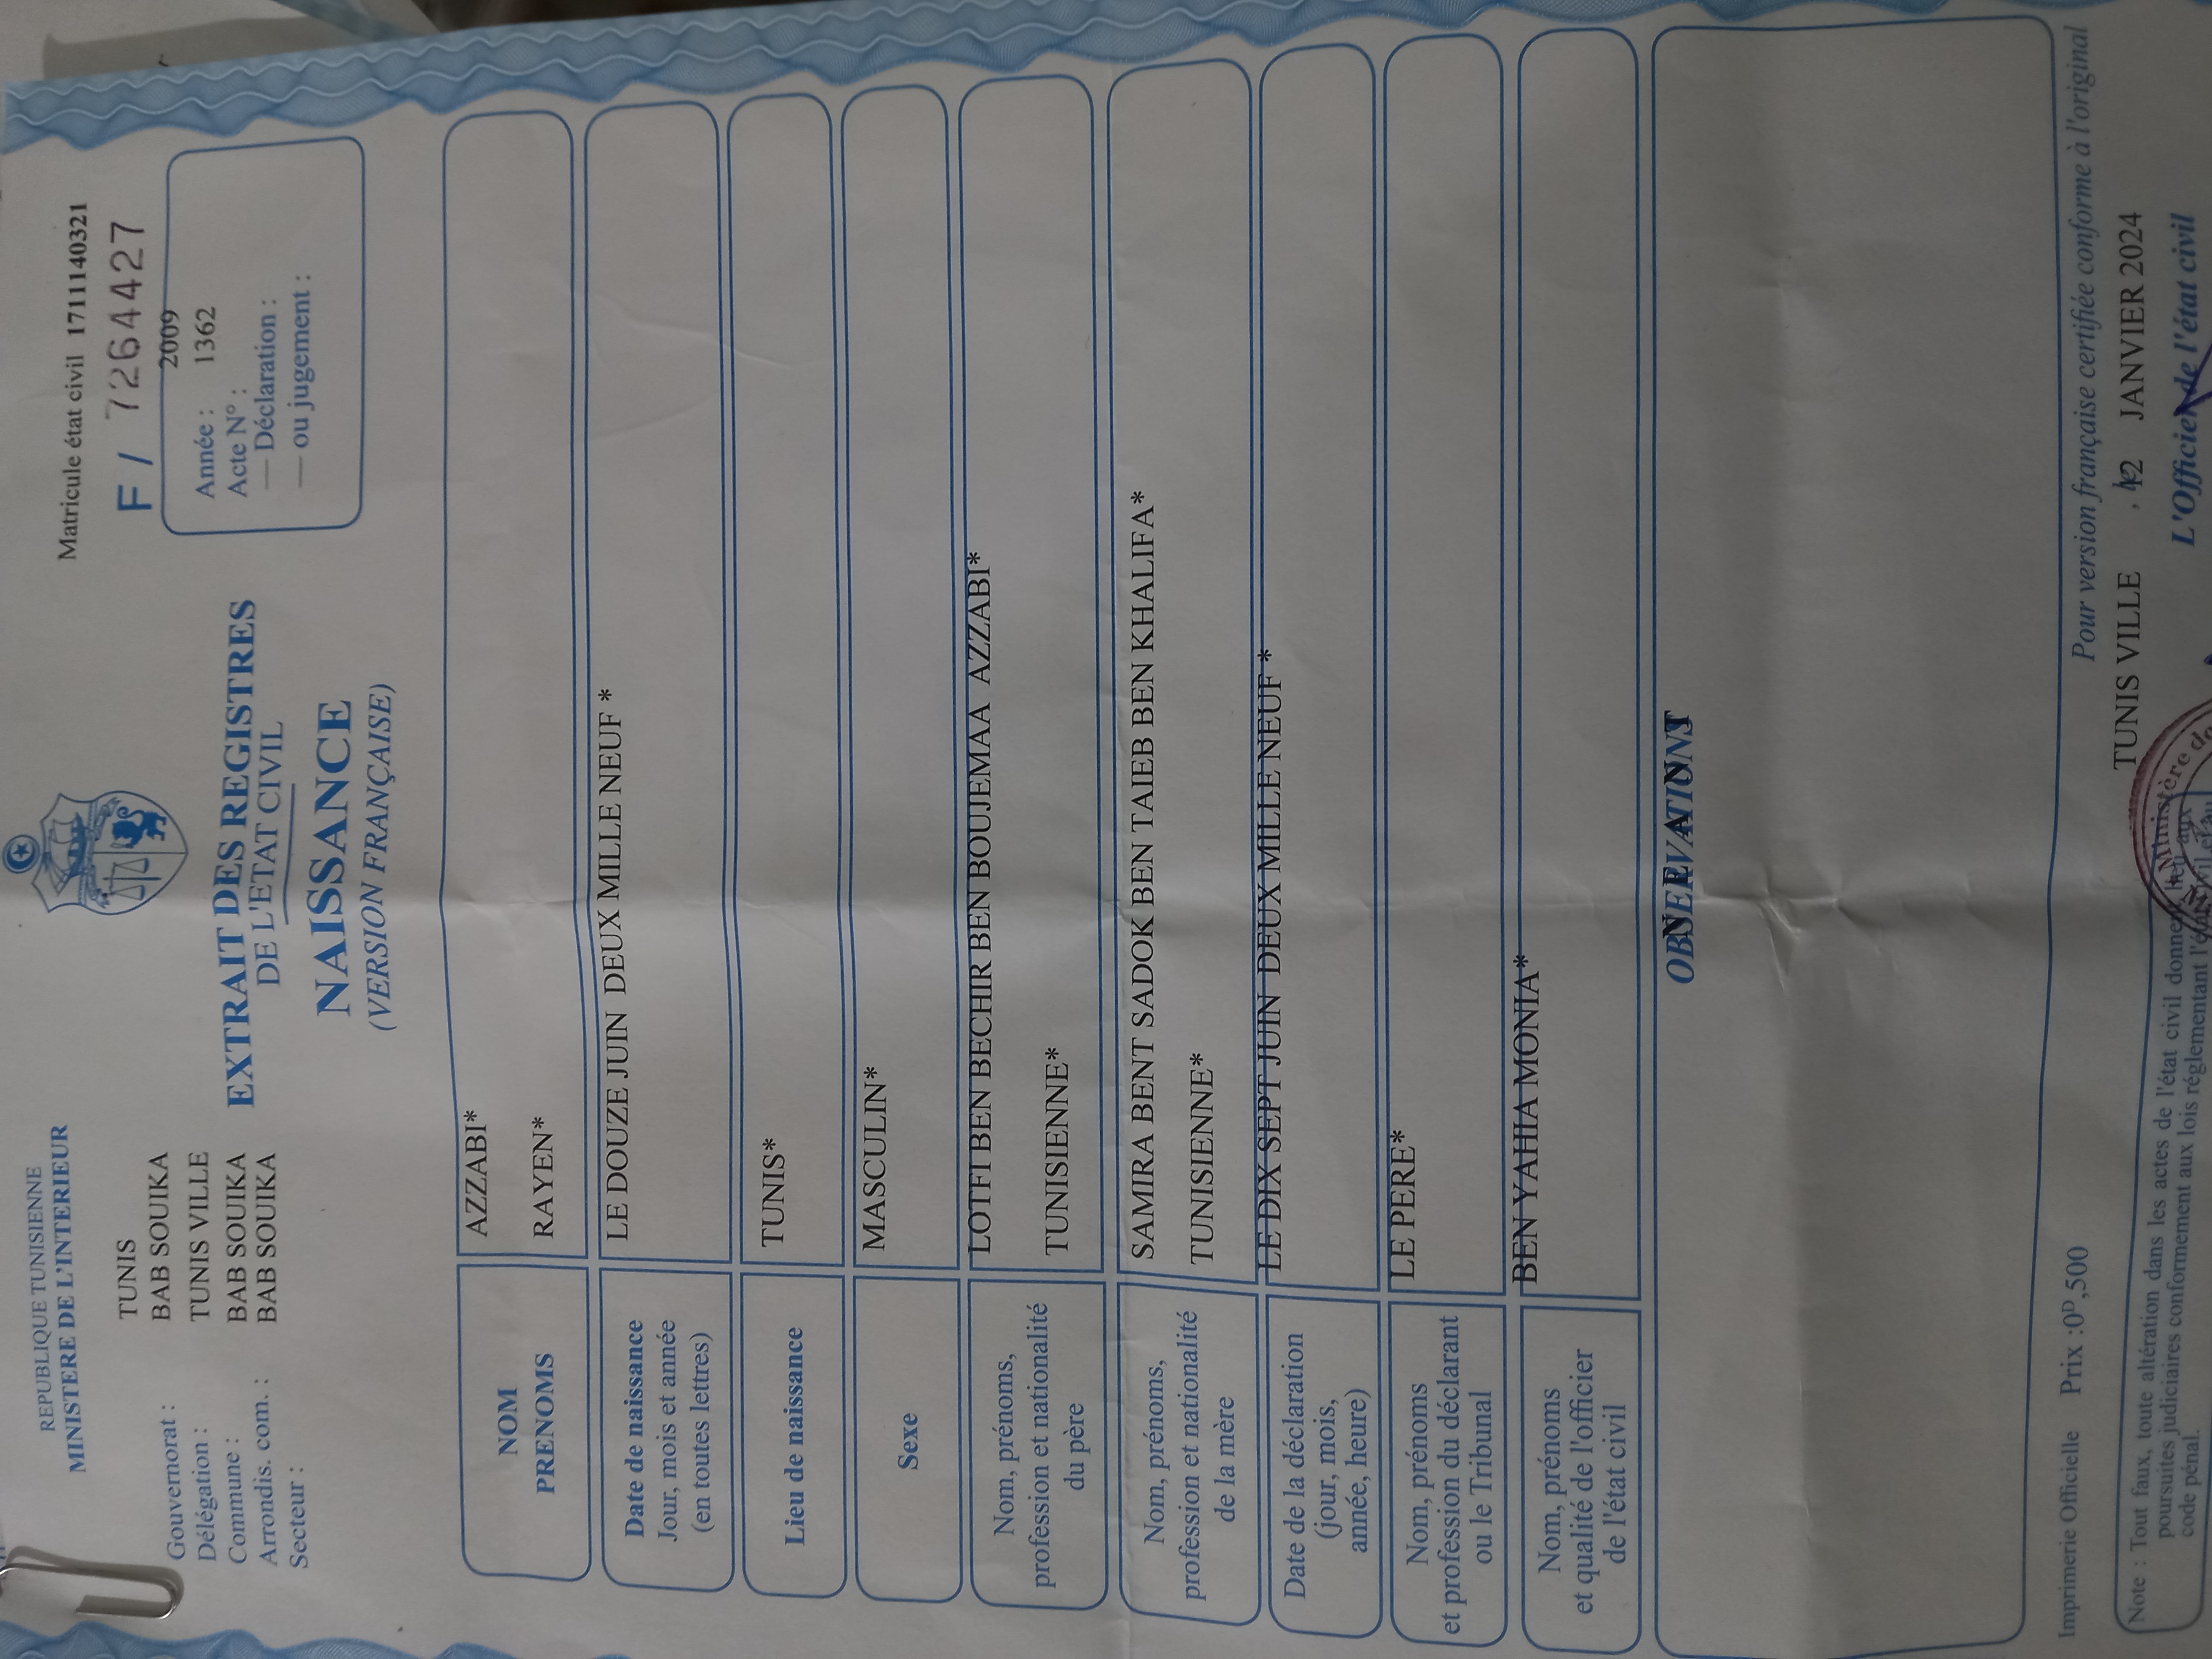 REPUBLIQUE TUNISIENNE
MINISTERE DE L'INTERIEUR
Matricule état civil 17111140321
F / 7264427
Gouvernorat : TUNIS
Délégation : BAB SOUIKA
Commune : TUNIS VILLE
Arrondis. com. : BAB SOUIKA
Secteur : BAB SOUIKA
2009
Année : 1362
Acte N° :
— Déclaration :
— ou jugement :
EXTRAIT DES REGISTRES
DE L'ETAT CIVIL
NAISSANCE
(VERSION FRANÇAISE)
NOM AZZABI*
PRENOMS RAYEN*
Date de naissance
Jour, mois et année
(en toutes lettres)
LE DOUZE JUIN DEUX MILLE NEUF *
Lieu de naissance
TUNIS*
Sexe
MASCULIN*
Nom, prénoms,
profession et nationalité
du père
LOTFI BEN BECHIR BEN BOUJEMAA AZZABI*
TUNISIENNE*
Nom, prénoms,
profession et nationalité
de la mère
SAMIRA BENT SADOK BEN TAIEB BEN KHALIFA*
TUNISIENNE*
Date de la déclaration
(jour, mois,
année, heure)
LE DIX SEPT JUIN DEUX MILLE NEUF *
Nom, prénoms
et profession du déclarant
ou le Tribunal
LE PERE*
Nom, prénoms
et qualité de l'officier
de l'état civil
BEN YAHIA MONIA*
OBSERVATIONS
NEANT
Pour version française certifiée conforme à l'original
Imprimerie Officielle Prix :0D,500
TUNIS VILLE , le JANVIER 2024
L'Officier de l'état civil
Ministère de
Note : Tout faux, toute altération dans les actes de l'état civil donne lieu aux
poursuites judiciaires conformement aux lois réglementant
code pénal.